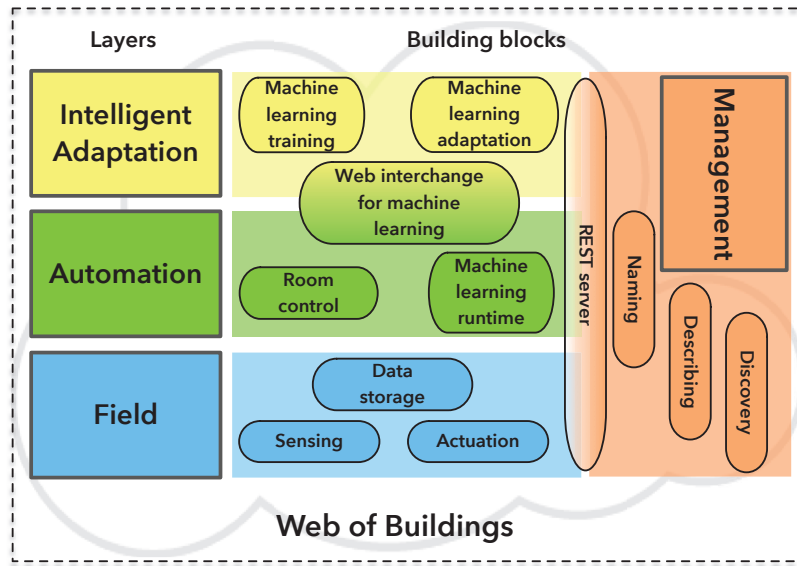 Layers
Building blocks
Intelligent
Adaptation
Machine
learning
training
Machine
learning
adaptation
Web interchange
for machine
learning
Automation
Room
control
Machine
learning
runtime
Field
Data
storage
Sensing
Actuation
REST server
Management
Naming
Describing
Discovery
Web of Buildings